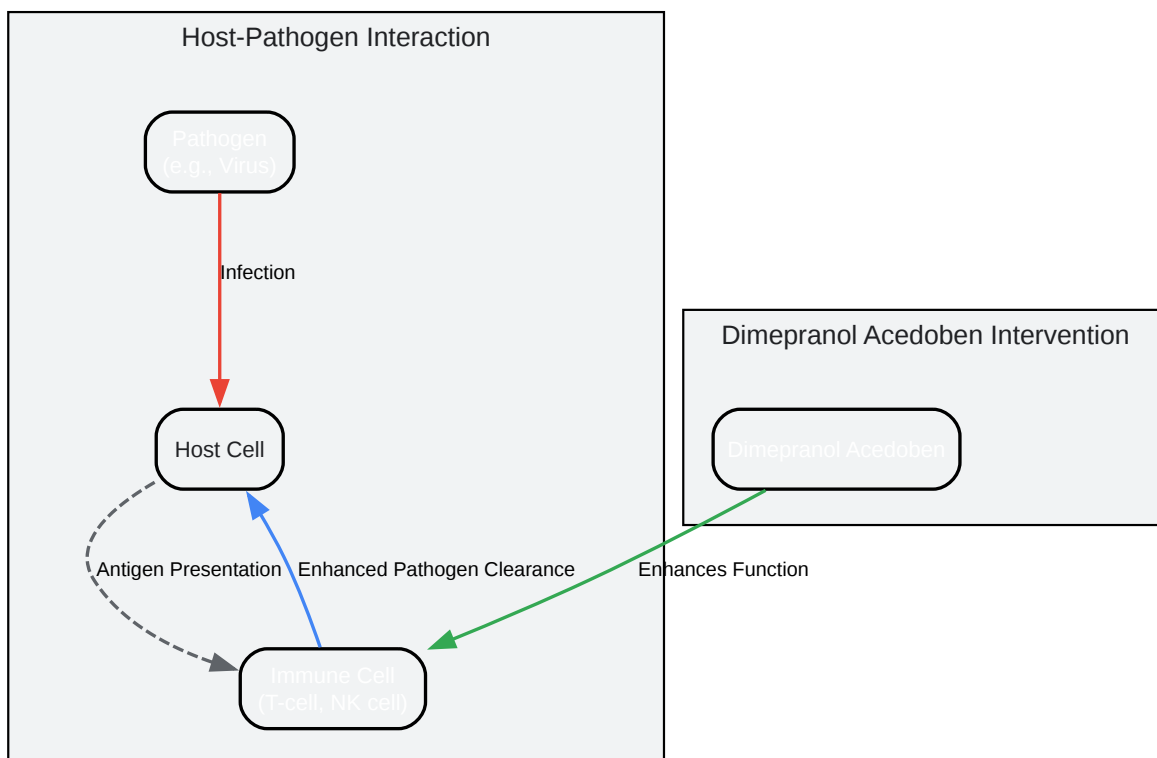 Host-Pathogen Interaction
Pathogen
(e.g., Virus)
Infection
Dimepranol Acedoben Intervention
Host Cell
Dimepranol Acedoben
Antigen Presentation
Enhanced Pathogen Clearance
Enhances Function
Immune Cell
(T-cell, NK cell)